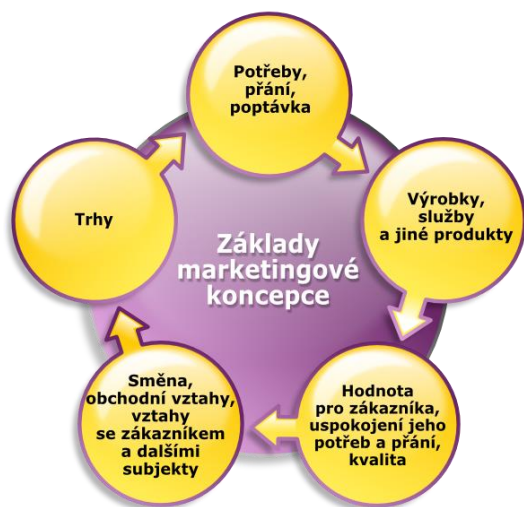 Potřeby,
přání,
poptávka
Výrobky,
služby
a jiné produkty
Hodnota
pro zákazníka,
uspokojení jeho
potřeb a přání,
kvalita
Směna,
obchodní vztahy,
vztahy
se zákazníkem
a dalšími
subjekty
Trhy
Základy
marketingové
koncepce